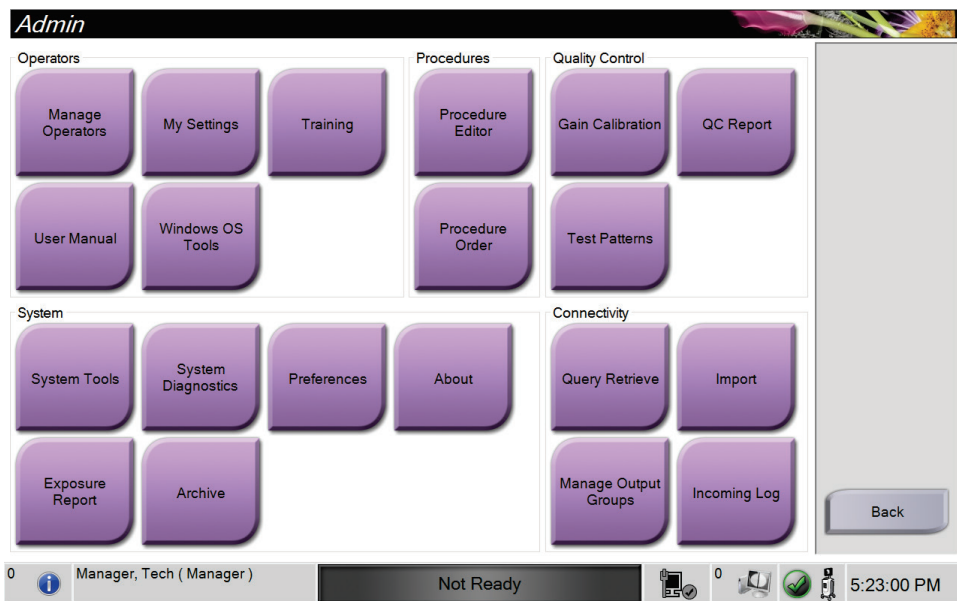 Admin
Operators
Manage
Operators
My Settings
Training
User Manual
Windows OS
Tools
Procedures
Procedure
Editor
Procedure
Order
Quality Control
Gain Calibration
QC Report
Test Patterns
System
System Tools
System
Diagnostics
Preferences
About
Exposure
Report
Archive
Connectivity
Query Retrieve
Import
Manage Output
Groups
Incoming Log
Back
0
Manager, Tech ( Manager )
Not Ready
0
5:23:00 PM